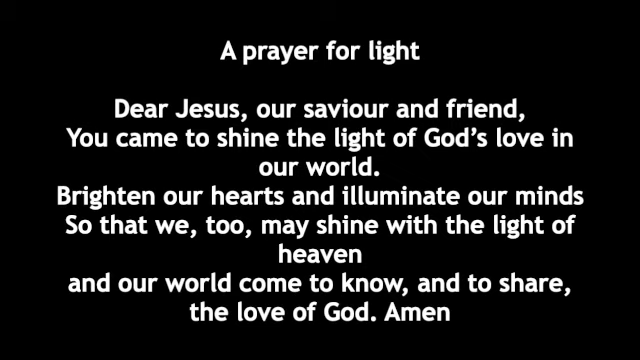 A prayer for light
Dear Jesus, our saviour and friend,
You came to shine the light of God's love in
our world.
Brighten our hearts and illuminate our minds
So that we, too, may shine with the light of
heaven
and our world come to know, and to share,
the love of God. Amen